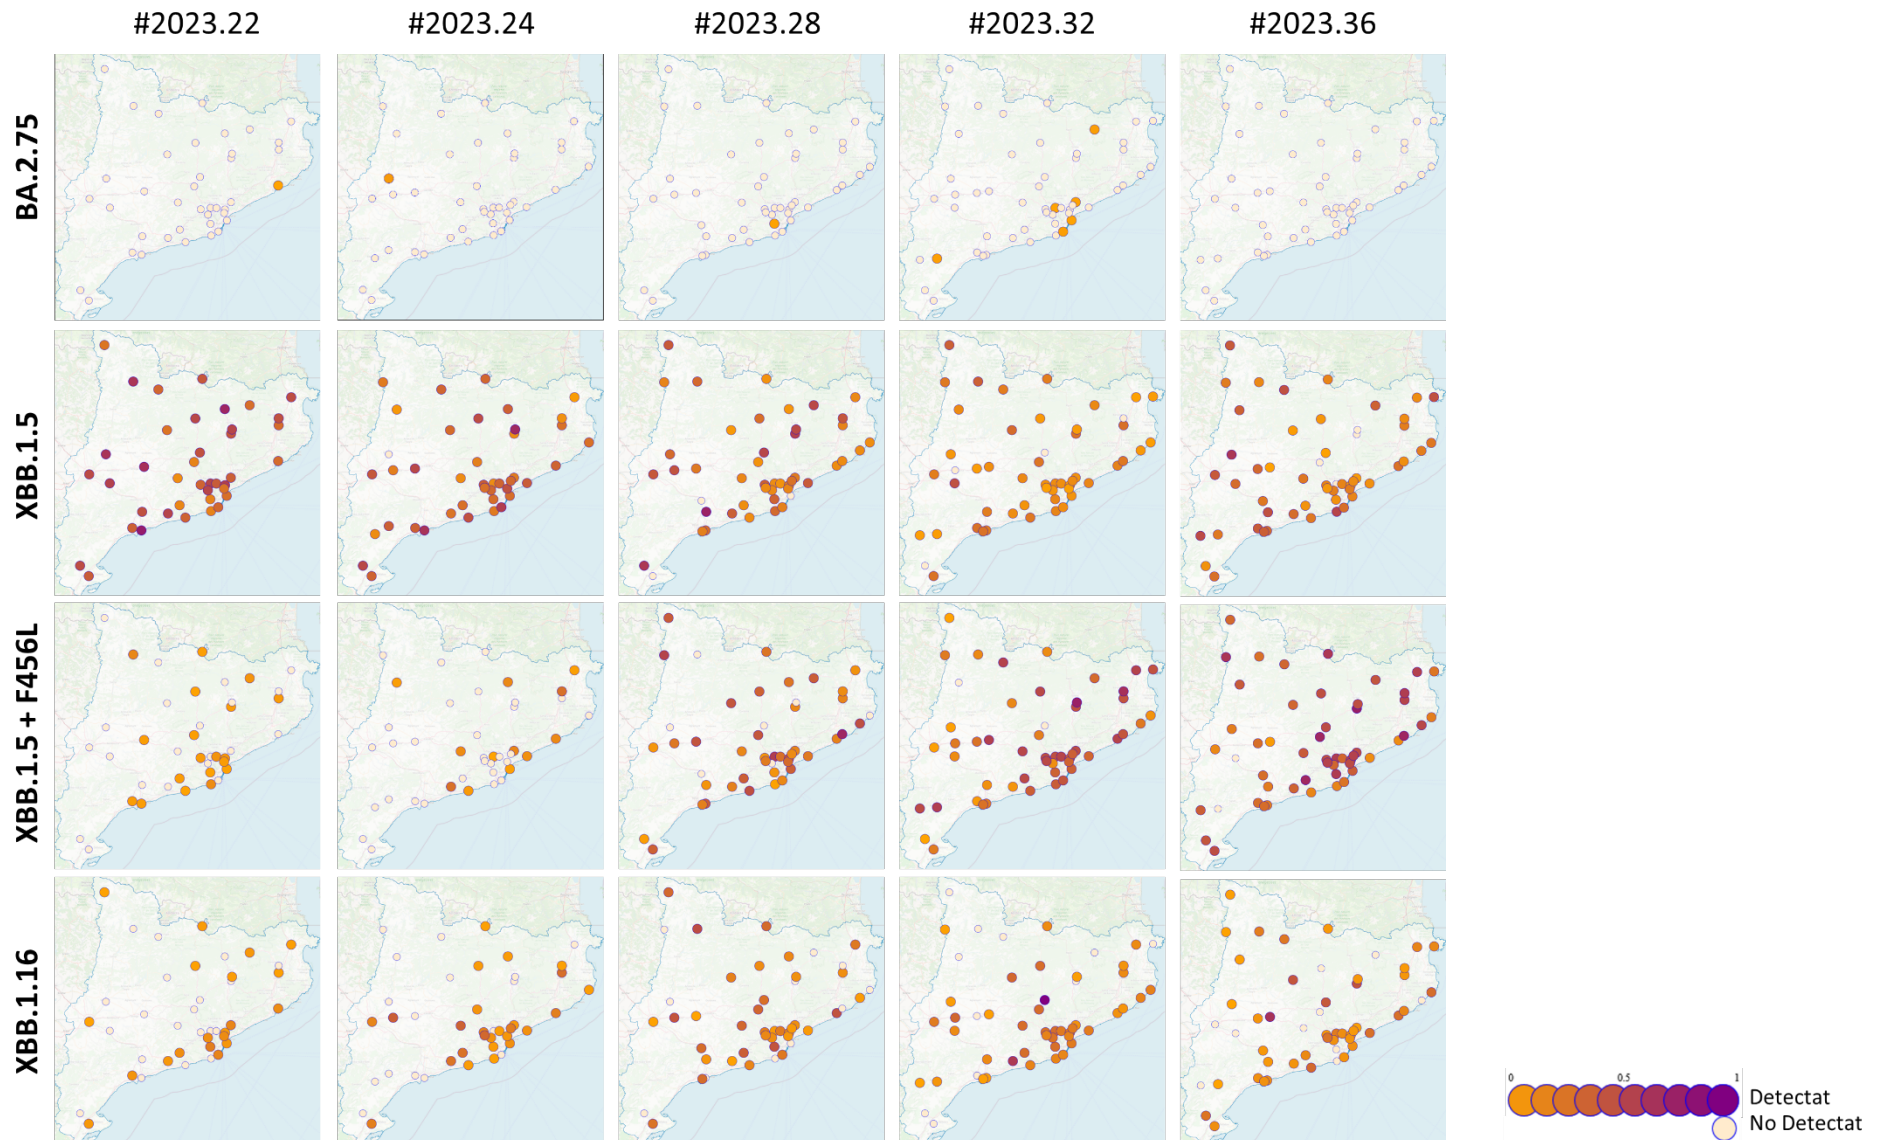 #2023.22 #2023.24 #2023.28 #2023.32 #2023.36
BA.2.75
XBB.1.5
XBB.1.5 + F456L
XBB.1.16
0 0.5 1
Detectat
No Detectat